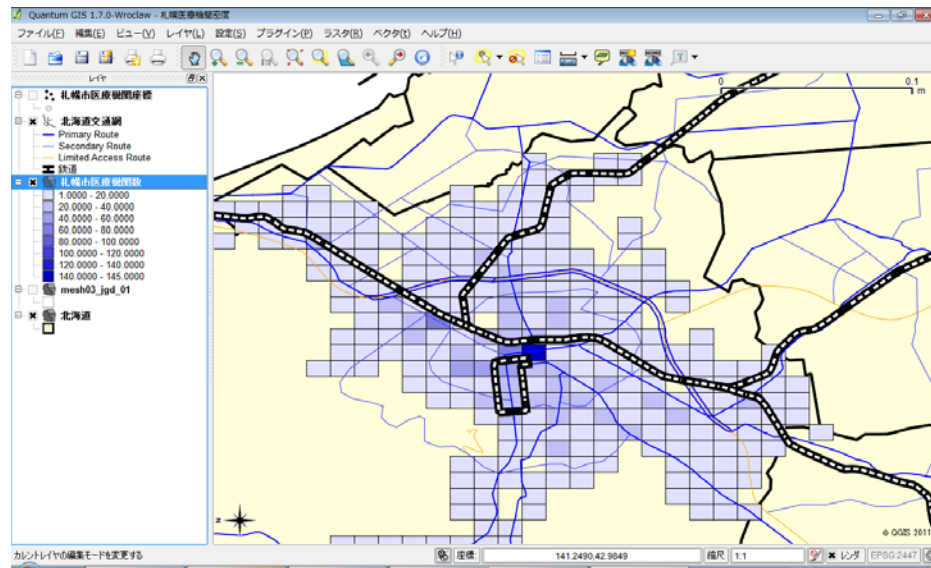 Quantum GIS 1.7.0-Wroclaw - 札幌医療機関密度
ファイル(F) 編集(E) ビュー(V) レイヤ(L) 設定(S) プラグイン(P) ラスタ(R) ベクタ(t) ヘルプ(H)
レイヤ
札幌市医療機関座標
北海道交通網
Primary Route
Secondary Route
Limited Access Route
鉄道
札幌市医療機関数
1.0000 - 20.0000
20.0000 - 40.0000
40.0000 - 60.0000
60.0000 - 80.0000
80.0000 - 100.0000
100.0000 - 120.0000
120.0000 - 140.0000
140.0000 - 145.0000
mesh03_jgd_01
北海道
0 0.1
m
z
© QGIS 2011
カレントレイヤの編集モードを変更する
座標: 141.2490,42.9849 縮尺 1:1 レンダ EPSG:2447